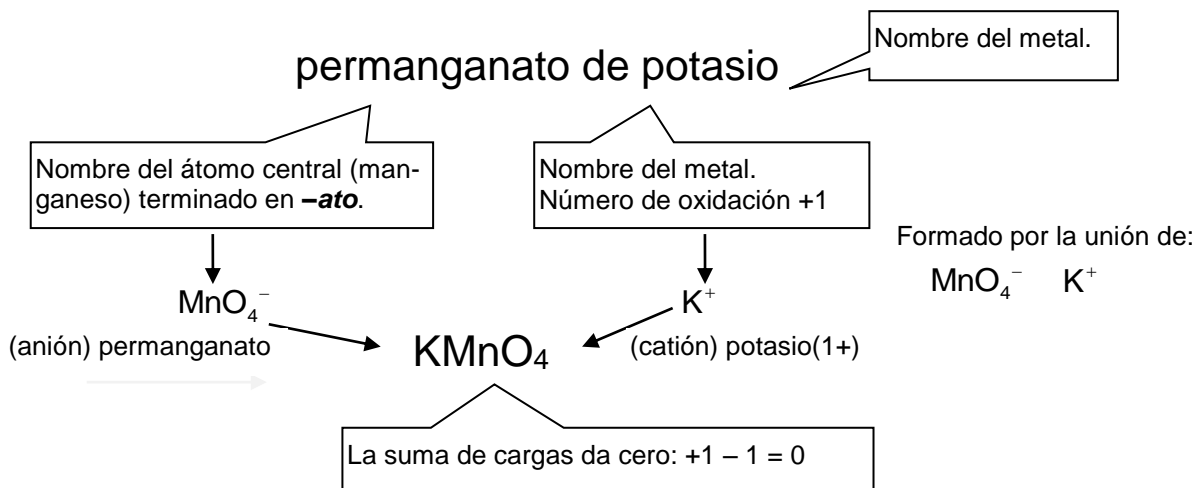 Nombre del metal.
permanganato de potasio
Nombre del átomo central (man-
ganeso) terminado en –ato.
Nombre del metal.
Número de oxidación +1
Formado por la unión de:
MnO₄⁻ K⁺
MnO₄⁻
(anión) permanganato
K⁺
(catión) potasio(1+)
KMnO₄
La suma de cargas da cero: +1 – 1 = 0